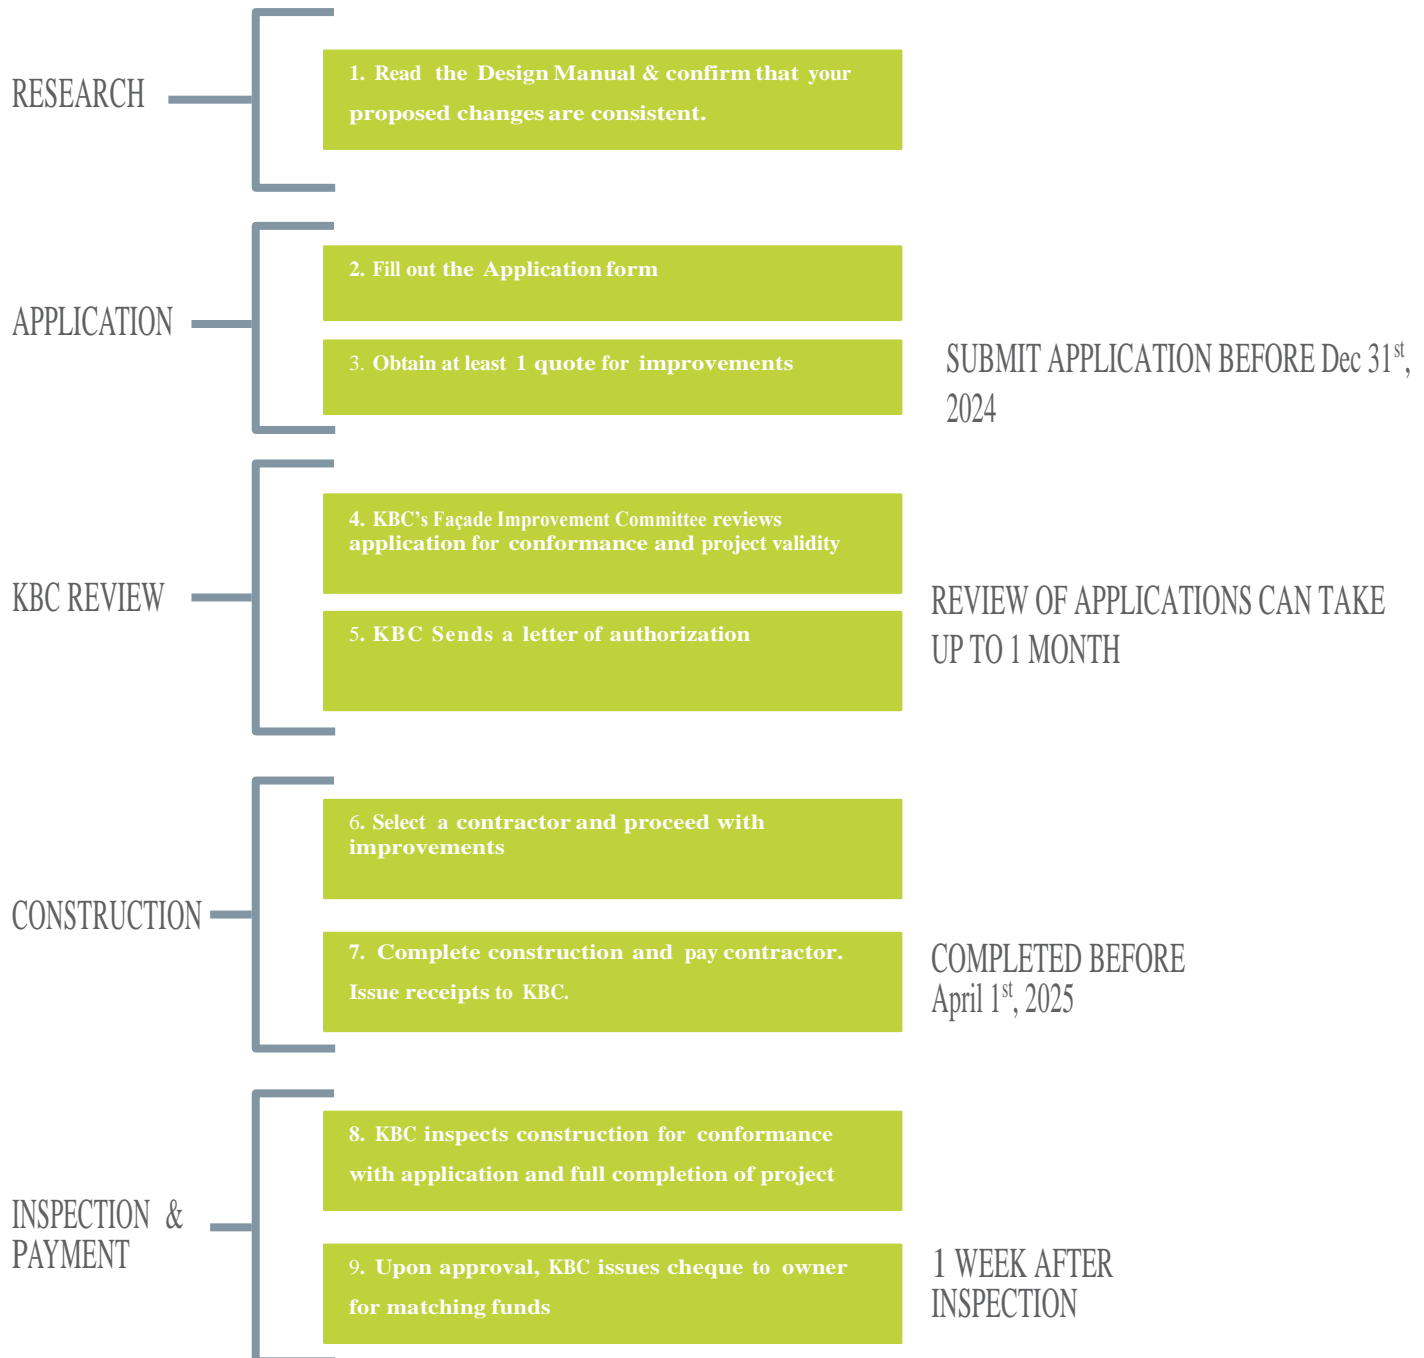 RESEARCH
1. Read the Design Manual & confirm that your
proposed changes are consistent.
APPLICATION
2. Fill out the Application form
3. Obtain at least 1 quote for improvements
SUBMIT APPLICATION BEFORE Dec 31st,
2024
KBC REVIEW
4. KBC’s Façade Improvement Committee reviews
application for conformance and project validity
5. KBC Sends a letter of authorization
REVIEW OF APPLICATIONS CAN TAKE
UP TO 1 MONTH
CONSTRUCTION
6. Select a contractor and proceed with
improvements
7. Complete construction and pay contractor.
Issue receipts to KBC.
COMPLETED BEFORE
April 1st, 2025
INSPECTION &
PAYMENT
8. KBC inspects construction for conformance
with application and full completion of project
9. Upon approval, KBC issues cheque to owner
for matching funds
1 WEEK AFTER
INSPECTION